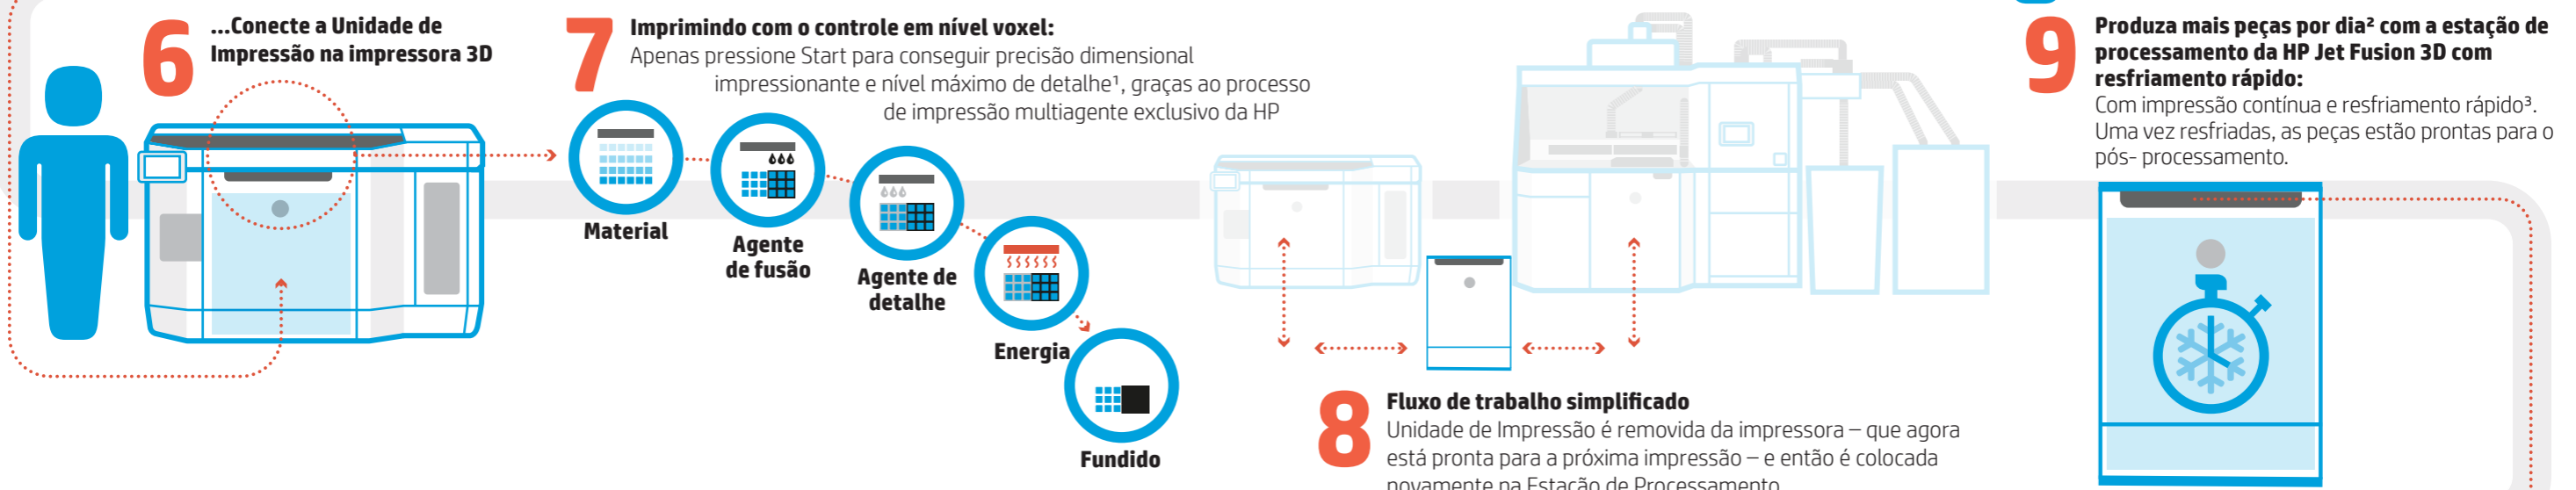 6
...Conecte a Unidade de
Impressão na impressora 3D
7
Imprimindo com o controle em nível voxel:
Apenas pressione Start para conseguir precisão dimensional
impressionante e nível máximo de detalhe¹, graças ao processo
de impressão multiagente exclusivo da HP
Material
Agente
de fusão
Agente de
detalhe
Energia
Fundido
8
Fluxo de trabalho simplificado
Unidade de Impressão é removida da impressora – que agora
está pronta para a próxima impressão – e então é colocada
novamente na Estação de Processamento
9
Produza mais peças por dia² com a estação de
processamento da HP Jet Fusion 3D com
resfriamento rápido:
Com impressão contínua e resfriamento rápido³.
Uma vez resfriadas, as peças estão prontas para o
pós- processamento.